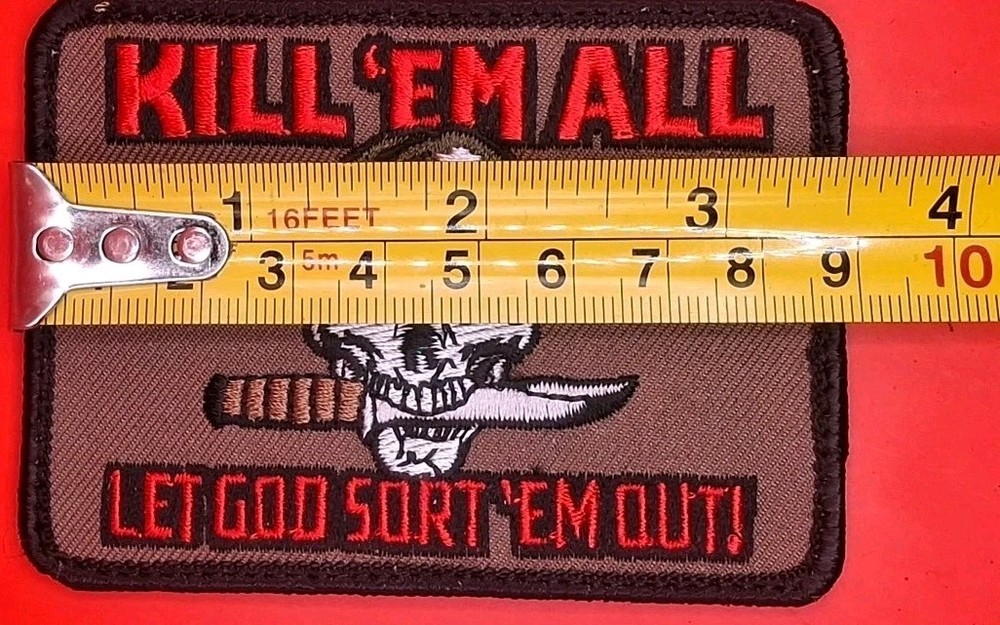 KILL 'EM ALL
1 16FEET 2 3 4
3 5m 4 5 6 7 8 9 10
LET GOD SORT 'EM OUT!